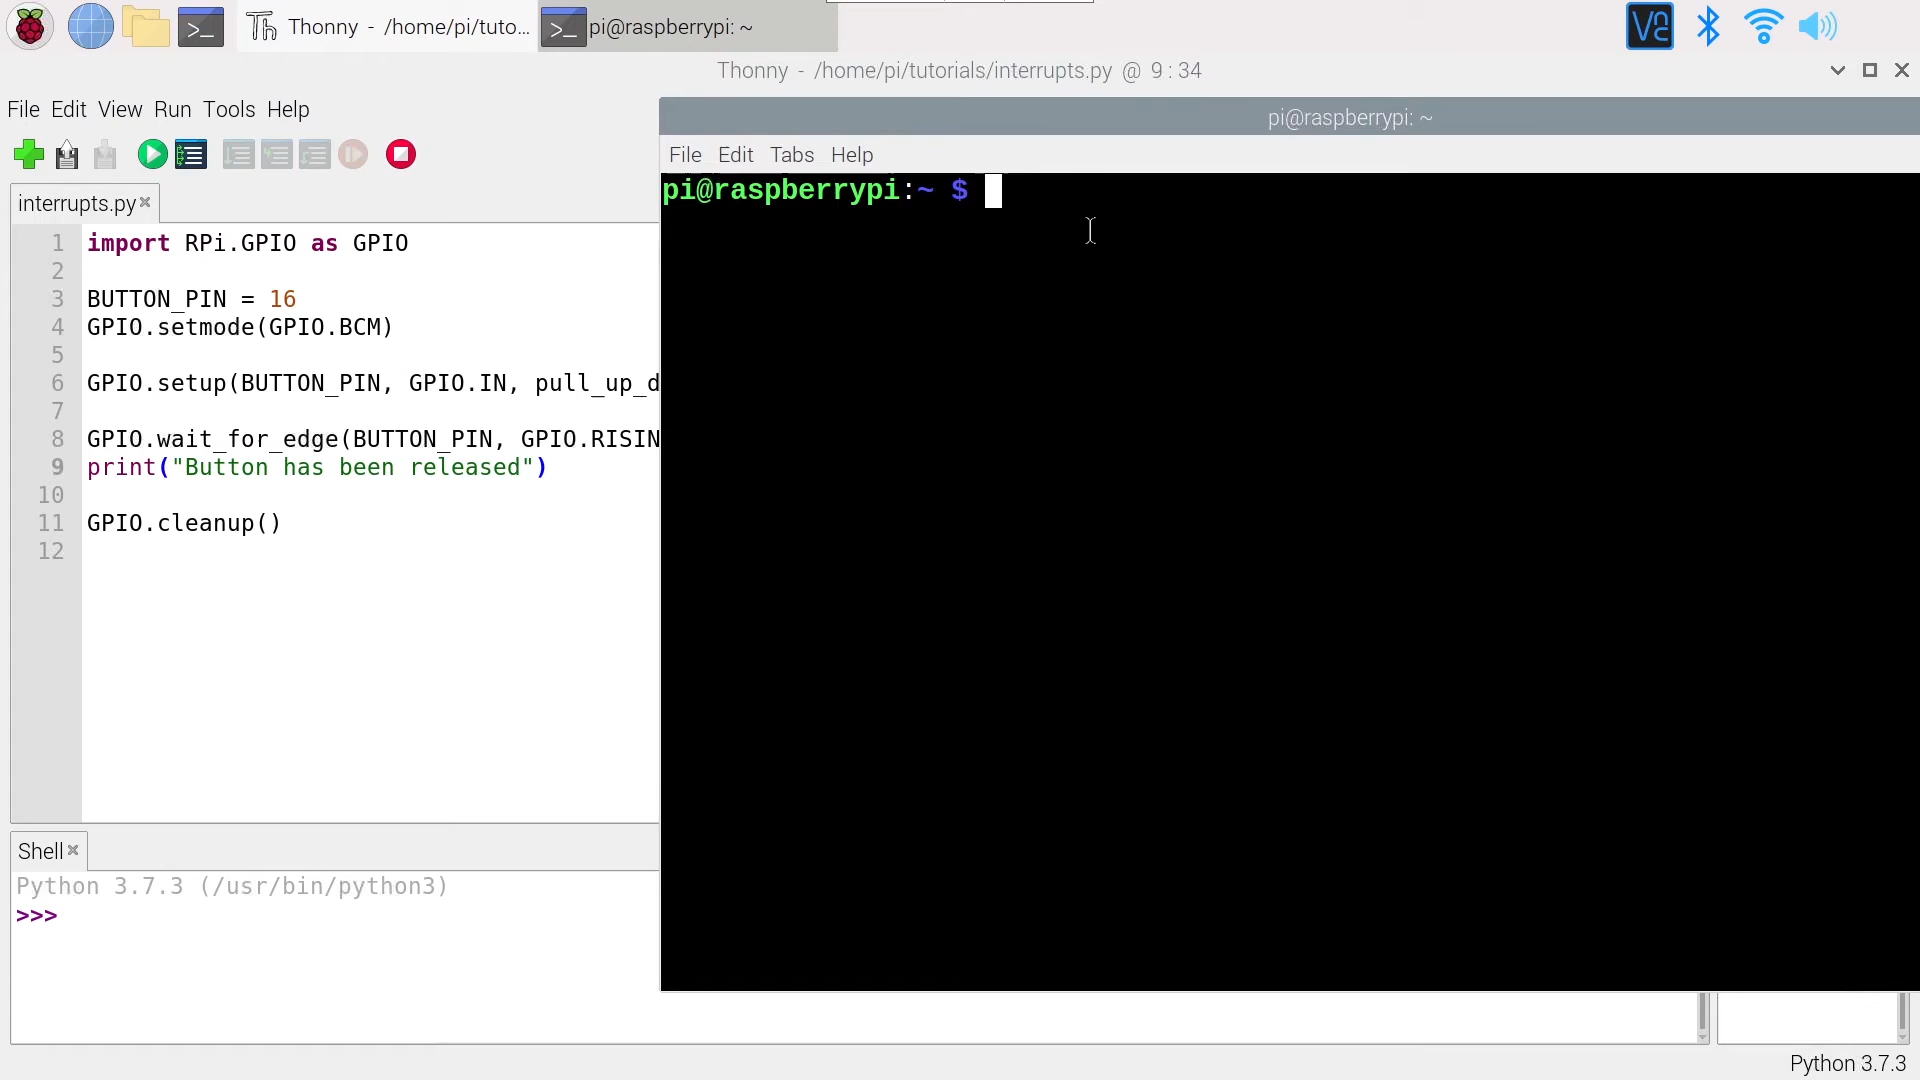 Thonny - /home/pi/tuto...
pi@raspberrypi: ~
Thonny - /home/pi/tutorials/interrupts.py @ 9 : 34
File Edit View Run Tools Help
pi@raspberrypi: ~
File Edit Tabs Help
pi@raspberrypi:~ $
interrupts.py
1 import RPi.GPIO as GPIO
2
3 BUTTON_PIN = 16
4 GPIO.setmode(GPIO.BCM)
5
6 GPIO.setup(BUTTON_PIN, GPIO.IN, pull_up_d
7
8 GPIO.wait_for_edge(BUTTON_PIN, GPIO.RISIN
9 print("Button has been released")
10
11 GPIO.cleanup()
12
Shell
Python 3.7.3 (/usr/bin/python3)
>>>
Python 3.7.3